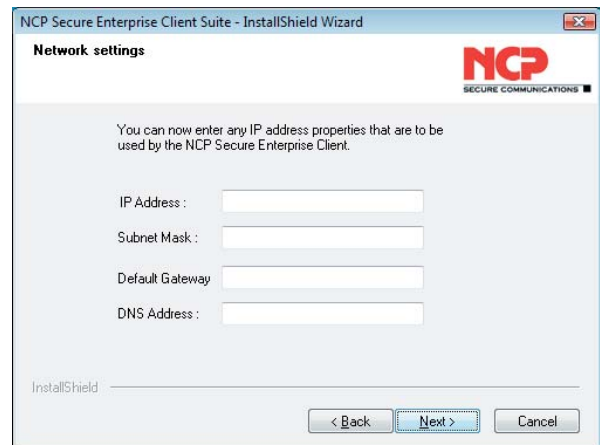 NCP Secure Enterprise Client Suite - InstallShield Wizard
Network settings
NCP
SECURE COMMUNICATIONS
You can now enter any IP address properties that are to be
used by the NCP Secure Enterprise Client.
IP Address :
Subnet Mask :
Default Gateway
DNS Address :
InstallShield
< Back
Next >
Cancel